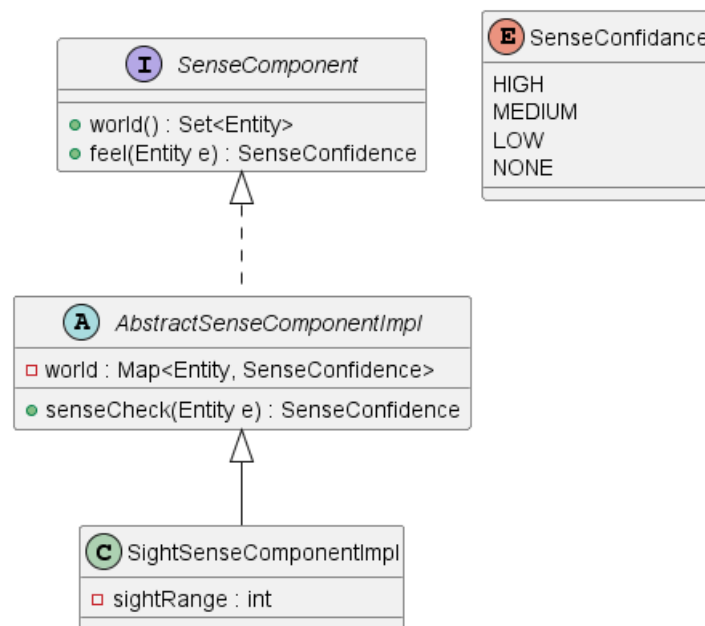 I SenseComponent
world() : Set<Entity>
feel(Entity e) : SenseConfidence
E SenseConfidance
HIGH
MEDIUM
LOW
NONE
A AbstractSenseComponentImpl
world : Map<Entity, SenseConfidence>
senseCheck(Entity e) : SenseConfidence
C SightSenseComponentImpl
sightRange : int